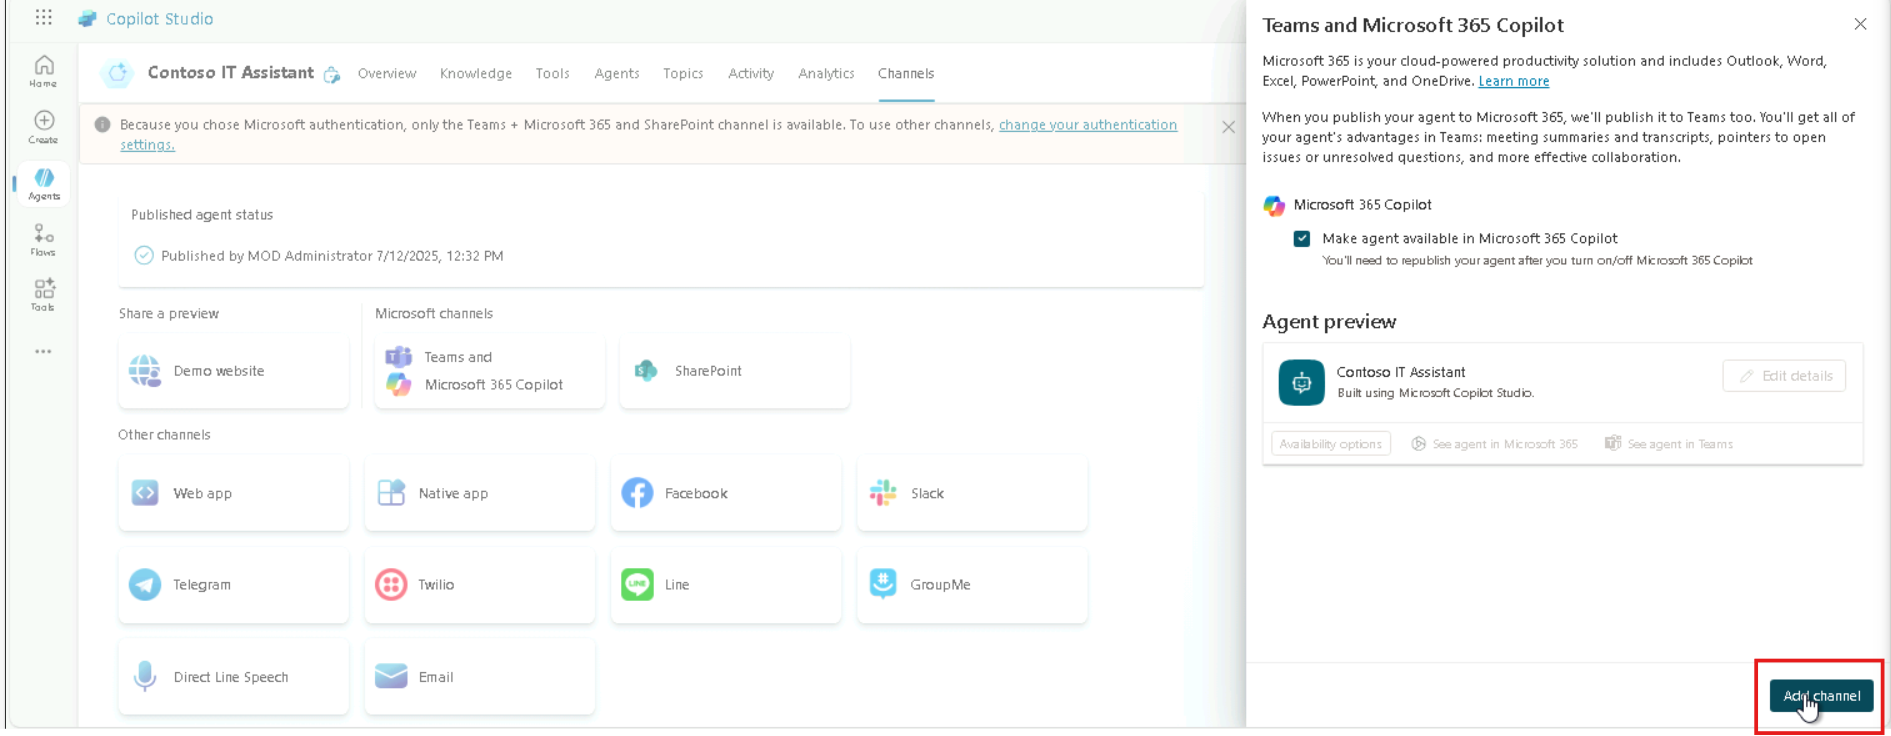 Copilot Studio
Home
Create
Agents
Flows
Tools
Contoso IT Assistant
Overview
Knowledge
Tools
Agents
Topics
Activity
Analytics
Channels
Because you chose Microsoft authentication, only the Teams + Microsoft 365 and SharePoint channel is available. To use other channels, change your authentication
settings.
Published agent status
Published by MOD Administrator 7/12/2025, 12:32 PM
Share a preview
Microsoft channels
Demo website
Teams and
Microsoft 365 Copilot
SharePoint
Other channels
Web app
Native app
Facebook
Slack
Telegram
Twilio
LINE
Line
GroupMe
Direct Line Speech
Email
Teams and Microsoft 365 Copilot
Microsoft 365 is your cloud-powered productivity solution and includes Outlook, Word,
Excel, PowerPoint, and OneDrive. Learn more
When you publish your agent to Microsoft 365, we'll publish it to Teams too. You'll get all of
your agent's advantages in Teams: meeting summaries and transcripts, pointers to open
issues or unresolved questions, and more effective collaboration.
Microsoft 365 Copilot
Make agent available in Microsoft 365 Copilot
You'll need to republish your agent after you turn on/off Microsoft 365 Copilot
Agent preview
Contoso IT Assistant
Built using Microsoft Copilot Studio.
Edit details
Availability options
See agent in Microsoft 365
See agent in Teams
Add channel